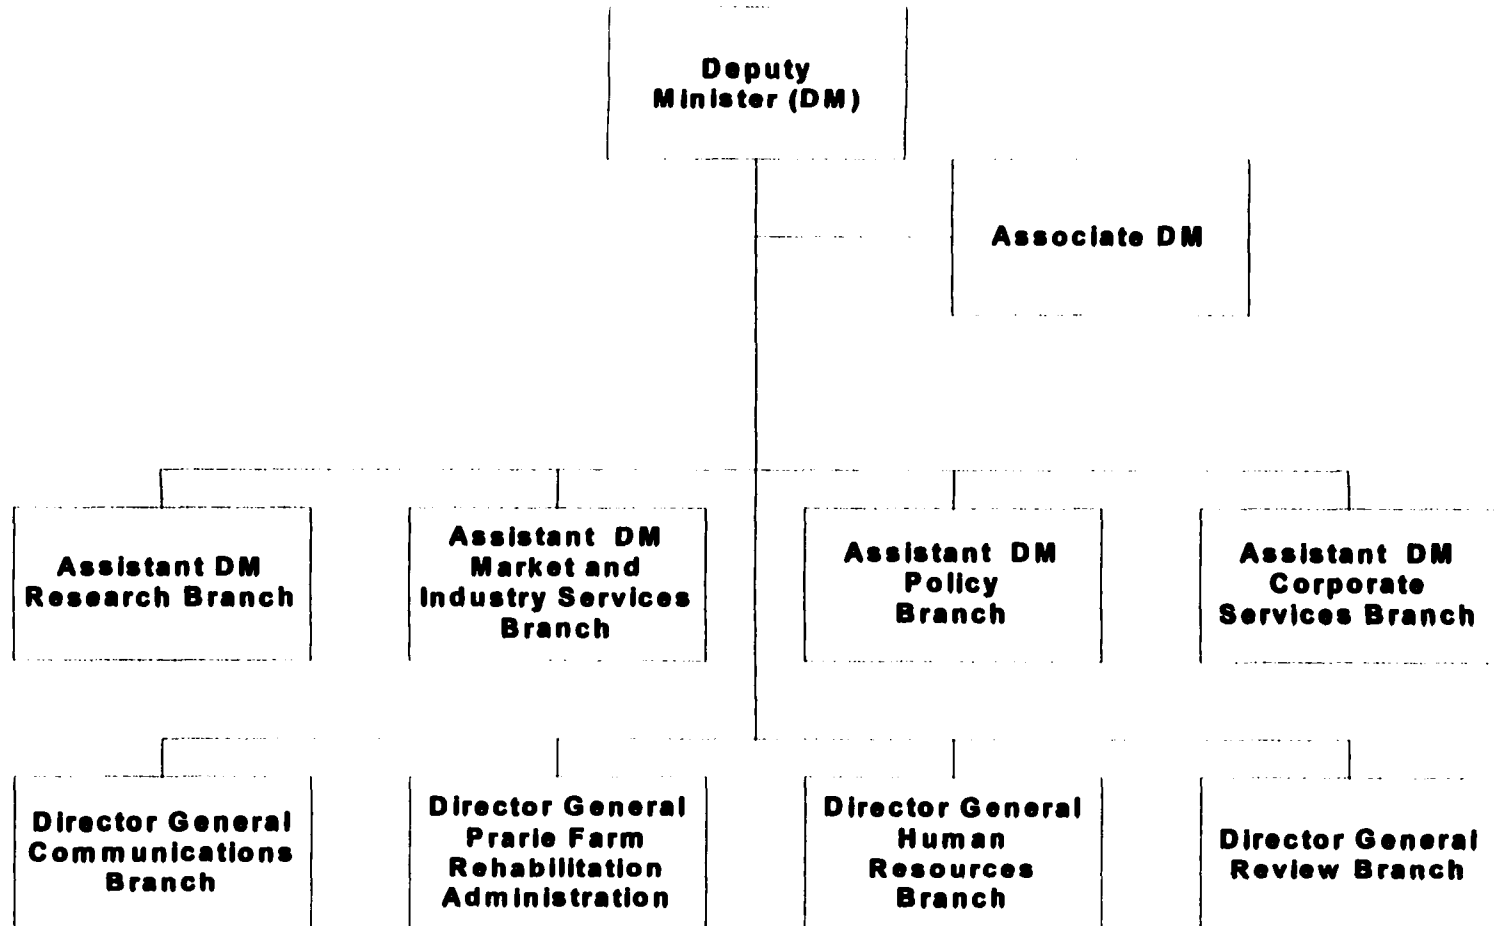 Deputy
Minister (DM)
Associate DM
Assistant DM
Research Branch
Assistant DM
Market and
Industry Services
Branch
Assistant DM
Policy
Branch
Assistant DM
Corporate
Services Branch
Director General
Communications
Branch
Director General
Prarie Farm
Rehabilitation
Administration
Director General
Human
Resources
Branch
Director General
Review Branch